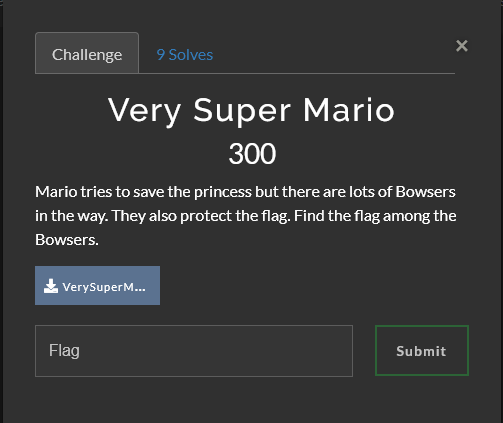 Challenge
9 Solves
×
Very Super Mario
300
Mario tries to save the princess but there are lots of Bowsers
in the way. They also protect the flag. Find the flag among the
Bowsers.
VerySuperM...
Flag
Submit